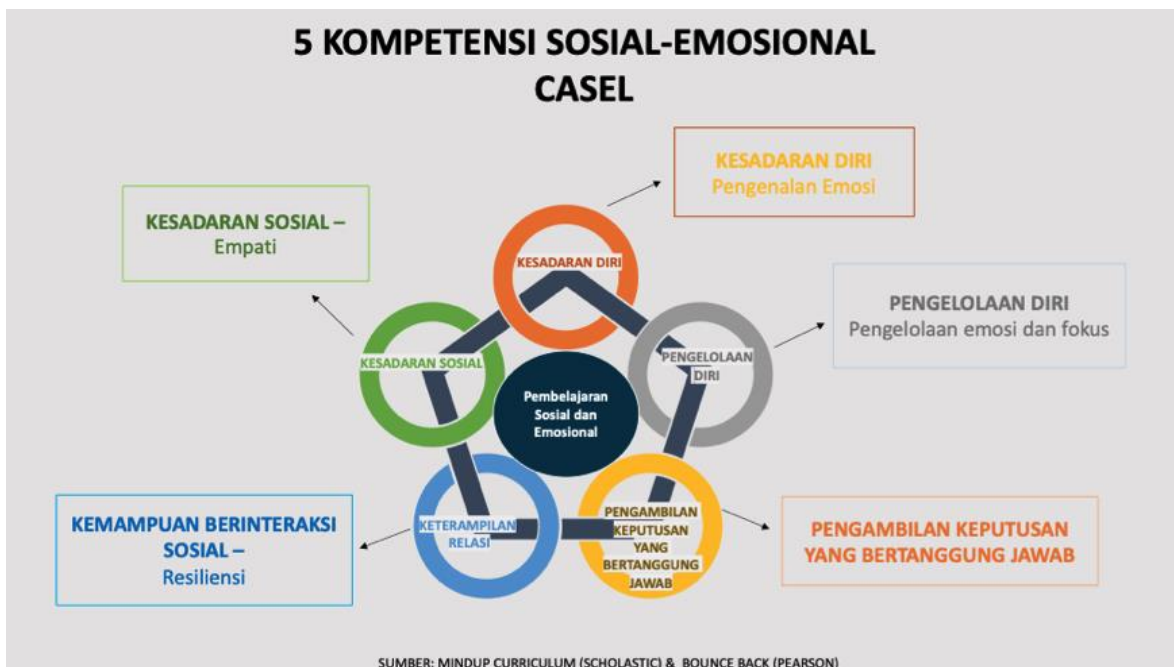 5 KOMPETENSI SOSIAL-EMOSIONAL
CASEL
KESADARAN DIRI
Pengenalan Emosi
KESADARAN SOSIAL –
Empati
KESADARAN DIRI
PENGELOLAAN DIRI
Pengelolaan emosi dan fokus
KESADARAN SOSIAL
PENGELOLAAN
DIRI
Pembelajaran
Sosial dan
Emosional
KEMAMPUAN BERINTERAKSI
SOSIAL –
Resiliensi
KETERAMPILAN
RELASI
PENGAMBILAN
KEPUTUSAN
YANG
BERTANGGUNG
JAWAB
PENGAMBILAN KEPUTUSAN
YANG BERTANGGUNG JAWAB
SUMBER: MINDUP CURRICULUM (SCHOLASTIC) & BOUNCE BACK (PEARSON)